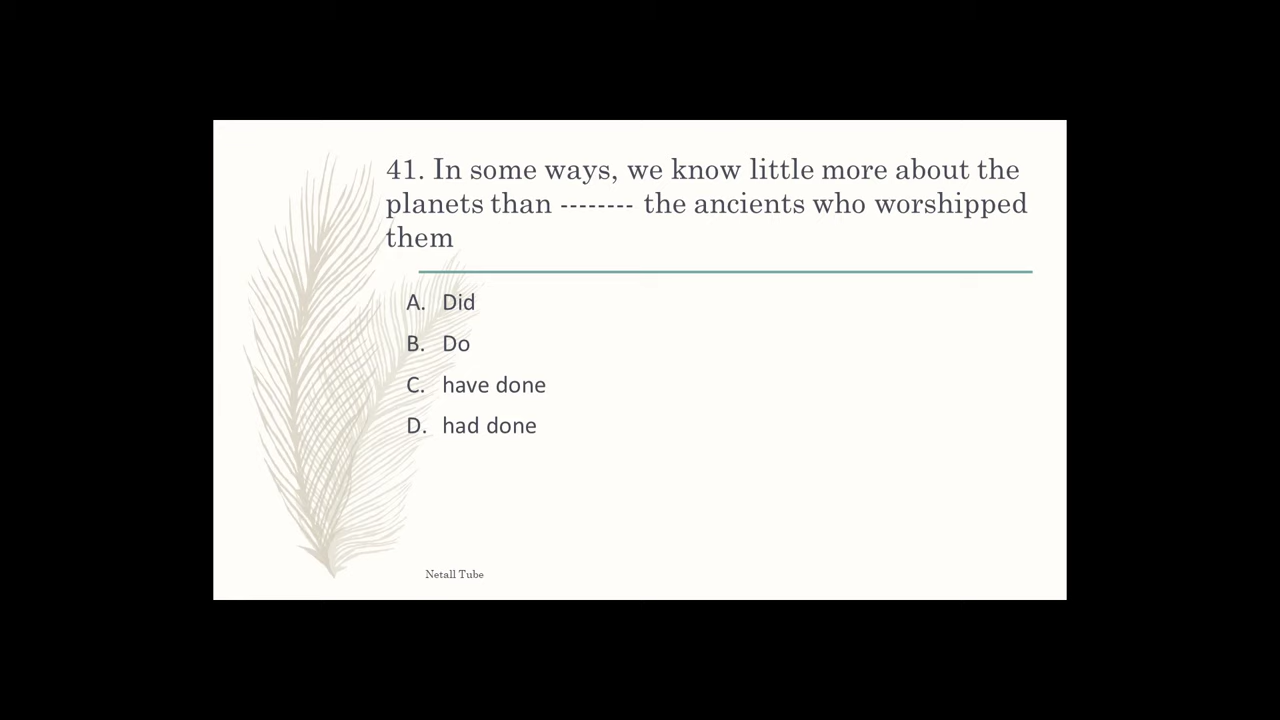 41. In some ways, we know little more about the
planets than -------- the ancients who worshipped
them
A. Did
B. Do
C. have done
D. had done
Netall Tube